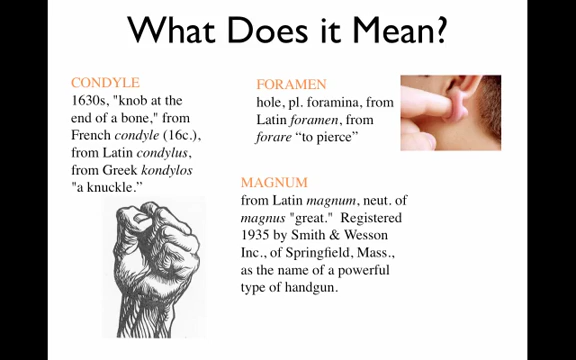 What Does it Mean?
CONDYLE
1630s, "knob at the
end of a bone," from
French condyle (16c.),
from Latin condylus,
from Greek kondylos
"a knuckle.”
FORAMEN
hole, pl. foramina, from
Latin foramen, from
forare “to pierce”
MAGNUM
from Latin magnum, neut. of
magnus "great."  Registered
1935 by Smith & Wesson
Inc., of Springfield, Mass.,
as the name of a powerful
type of handgun.